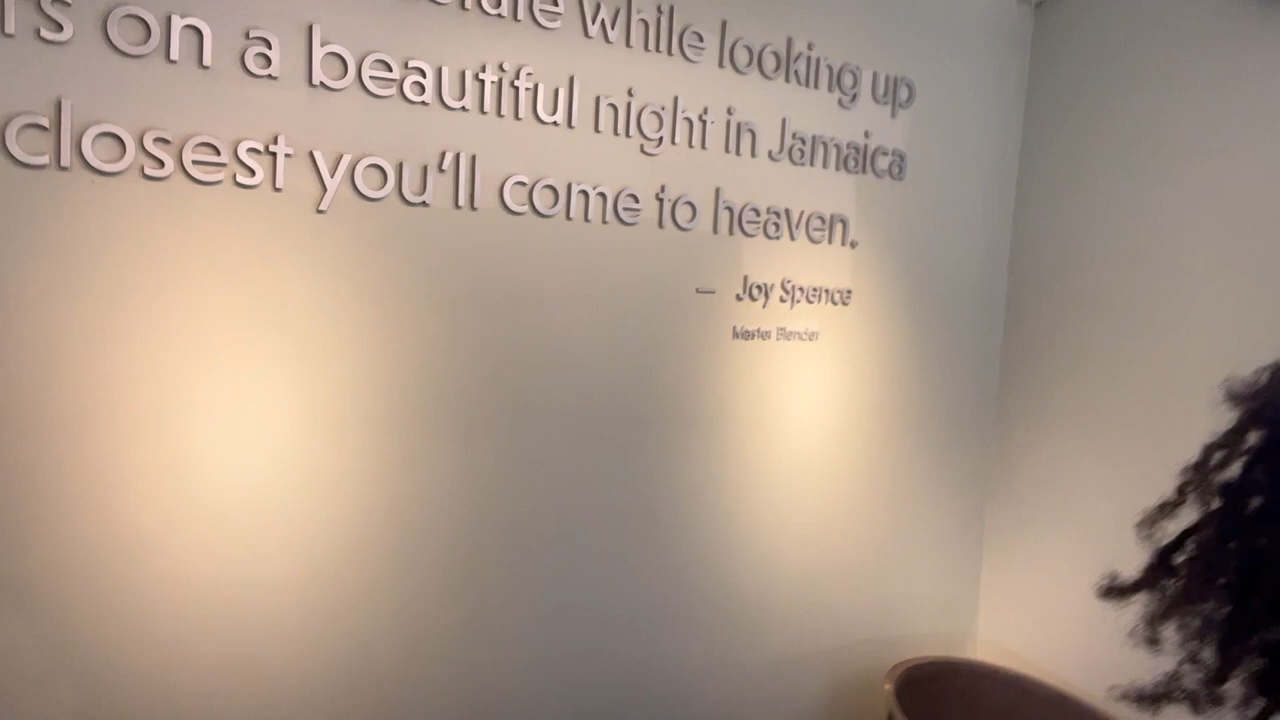 while looking up
on a beautiful night in Jamaica
closest you'll come to heaven.
— Joy Spence
Master Blender